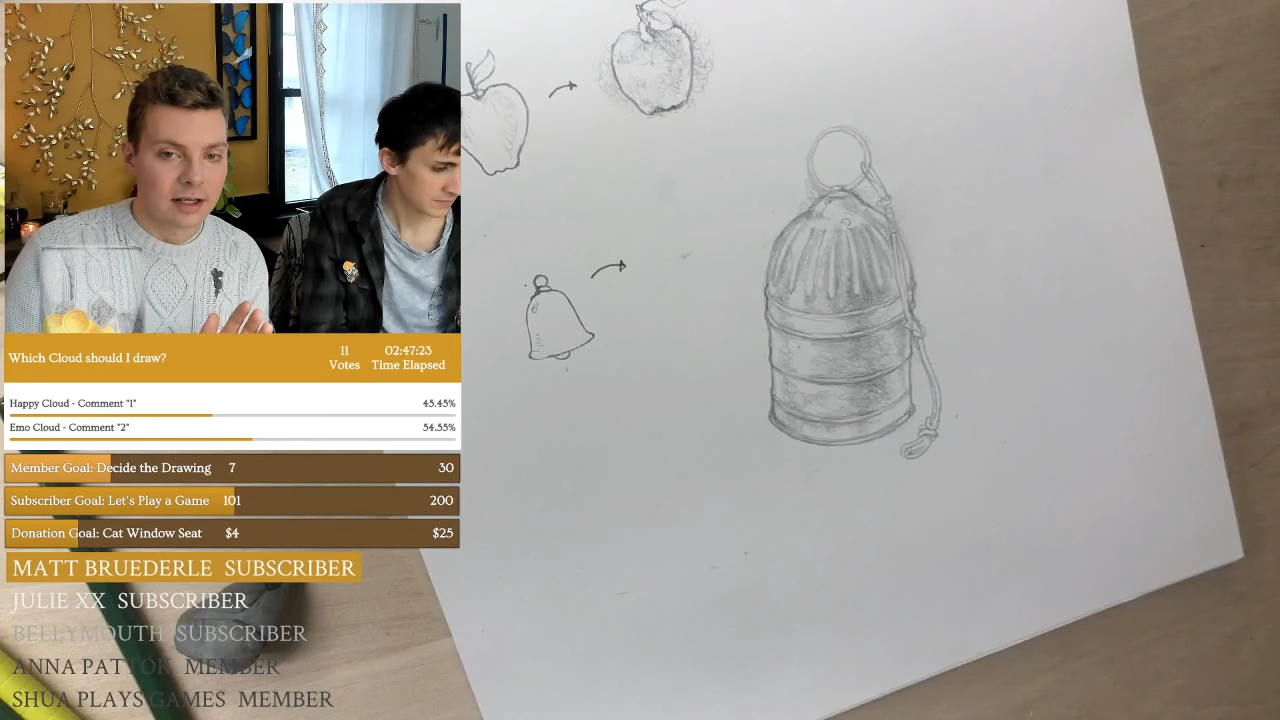 Which Cloud should I draw?
11 Votes
02:47:23 Time Elapsed
Happy Cloud - Comment "1" 45.45%
Emo Cloud - Comment "2" 54.55%
Member Goal: Decide the Drawing 7 30
Subscriber Goal: Let's Play a Game 101 200
Donation Goal: Cat Window Seat $4 $25
MATT BRUEDERLE SUBSCRIBER
JULIE XX SUBSCRIBER
BELLYMOUTH SUBSCRIBER
ANNA PATTOK MEMBER
SHUA PLAYS GAMES MEMBER